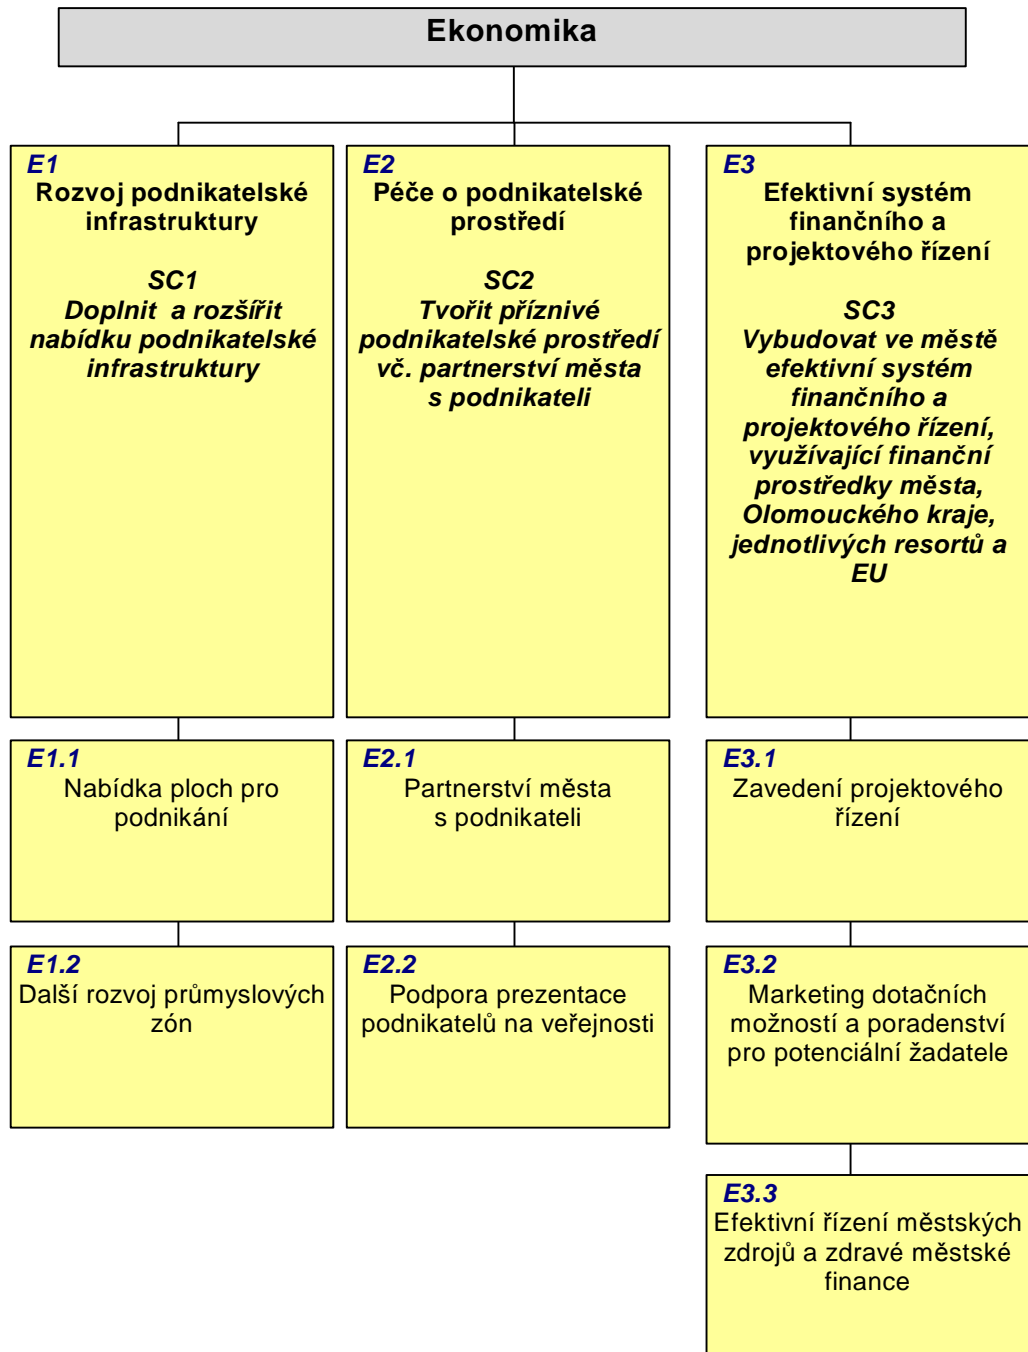 Ekonomika
E1
Rozvoj podnikatelské
infrastruktury
SC1
Doplnit a rozšířit
nabídku podnikatelské
infrastruktury
E2
Péče o podnikatelské
prostředí
SC2
Tvořit příznivé
podnikatelské prostředí
vč. partnerství města
s podnikateli
E3
Efektivní systém
finančního a
projektového řízení
SC3
Vybudovat ve městě
efektivní systém
finančního a
projektového řízení,
využívající finanční
prostředky města,
Olomouckého kraje,
jednotlivých resortů a
EU
E1.1
Nabídka ploch pro
podnikání
E2.1
Partnerství města
s podnikateli
E3.1
Zavedení projektového
řízení
E1.2
Další rozvoj průmyslových
zón
E2.2
Podpora prezentace
podnikatelů na veřejnosti
E3.2
Marketing dotačních
možností a poradenství
pro potenciální žadatele
E3.3
Efektivní řízení městských
zdrojů a zdravé městské
finance